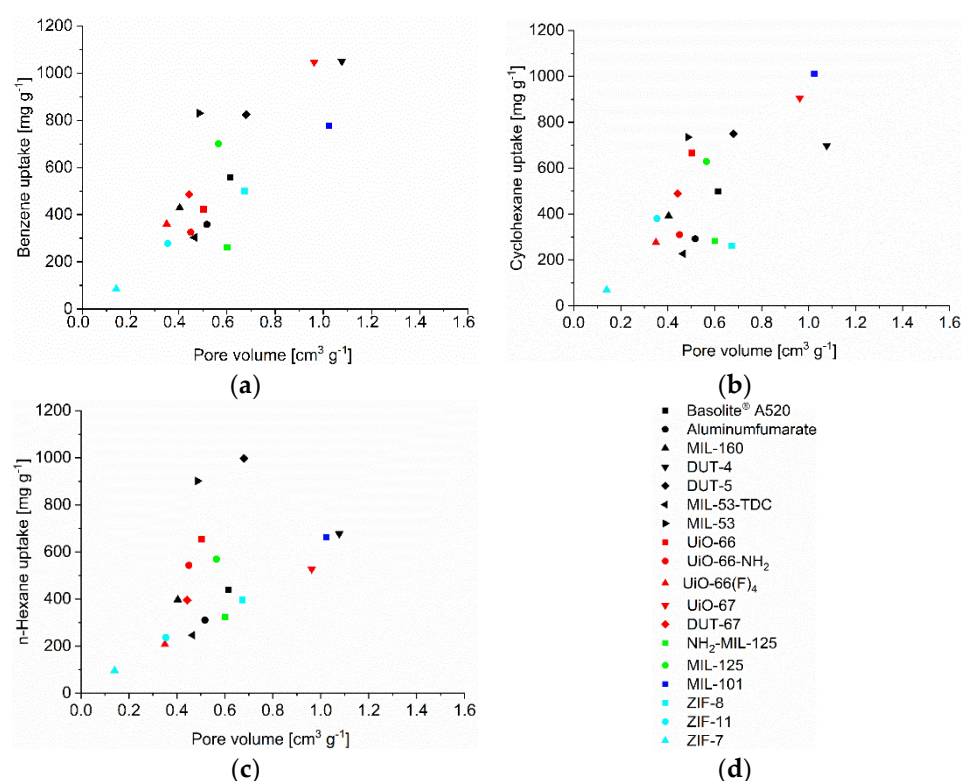 1200
1000
800
600
400
200
0
Benzene uptake [mg g⁻¹]
0.0 0.2 0.4 0.6 0.8 1.0 1.2 1.4 1.6
Pore volume [cm³ g⁻¹]
(a)
1200
1000
800
600
400
200
0
Cyclohexane uptake [mg g⁻¹]
0.0 0.2 0.4 0.6 0.8 1.0 1.2 1.4 1.6
Pore volume [cm³ g⁻¹]
(b)
1200
1000
800
600
400
200
0
n-Hexane uptake [mg g⁻¹]
0.0 0.2 0.4 0.6 0.8 1.0 1.2 1.4 1.6
Pore volume [cm³ g⁻¹]
(c)
Basolite® A520
Aluminumfumarate
MIL-160
DUT-4
DUT-5
MIL-53-TDC
MIL-53
UiO-66
UiO-66-NH₂
UiO-66(F)₄
UiO-67
DUT-67
NH₂-MIL-125
MIL-125
MIL-101
ZIF-8
ZIF-11
ZIF-7
(d)